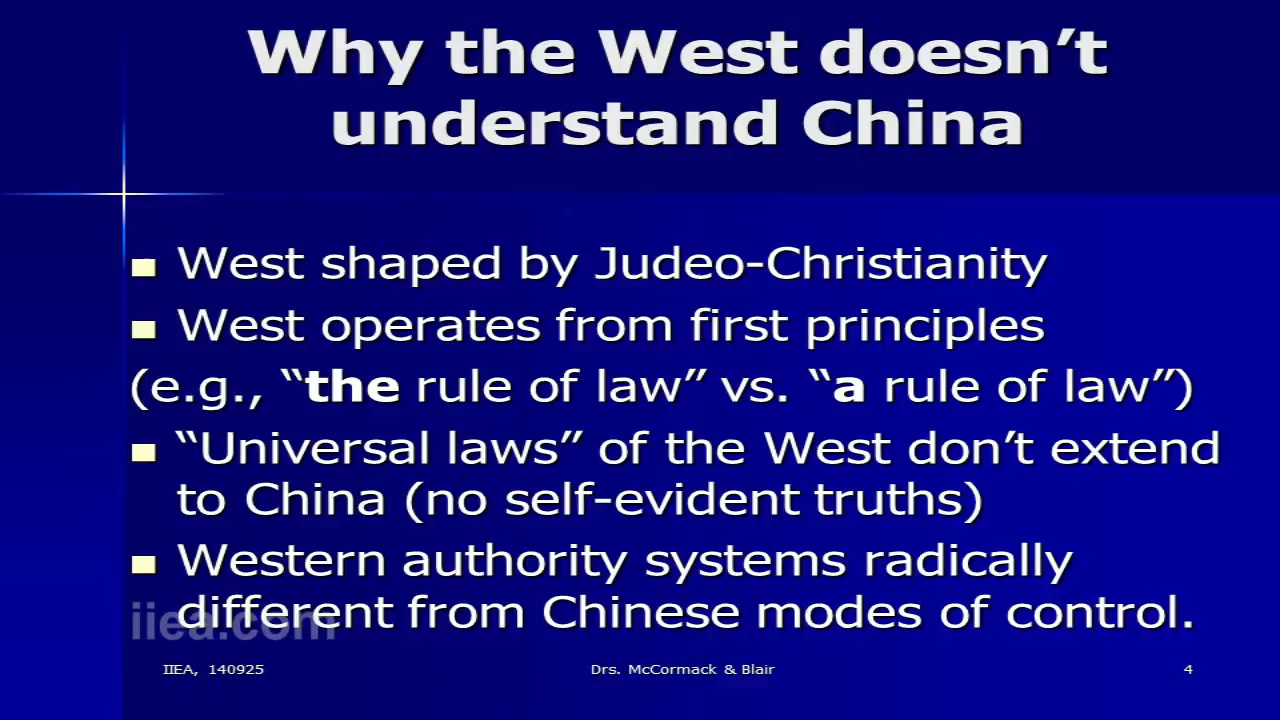 Why the West doesn’t
understand China
West shaped by Judeo-Christianity
West operates from first principles
(e.g., “the rule of law” vs. “a rule of law”)
“Universal laws” of the West don’t extend
to China (no self-evident truths)
Western authority systems radically
different from Chinese modes of control.
iiea.com
IIEA, 140925
Drs. McCormack & Blair
4